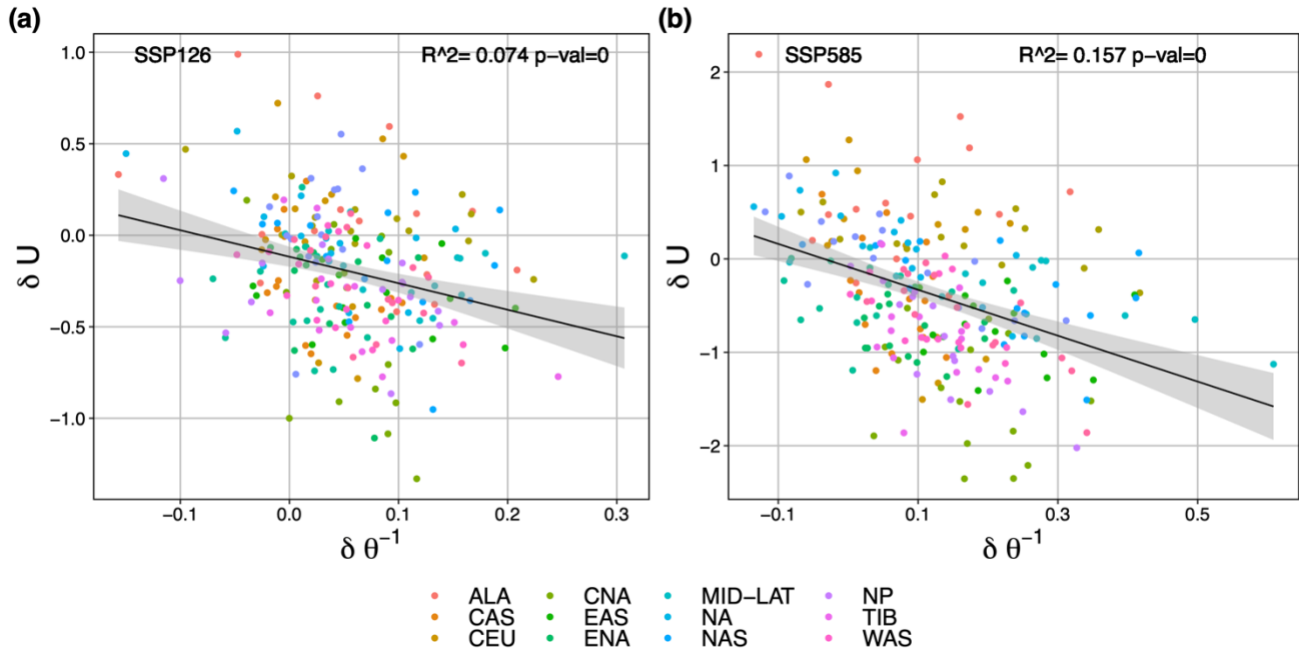 (a)
SSP126 R^2= 0.074 p−val=0
1.0
0.5
0.0
−0.5
−1.0
δ U
−0.1 0.0 0.1 0.2 0.3
δ θ⁻¹
(b)
SSP585 R^2= 0.157 p−val=0
2
1
0
−1
−2
δ U
−0.1 0.1 0.3 0.5
δ θ⁻¹
ALA CNA MID−LAT NP
CAS EAS NA TIB
CEU ENA NAS WAS